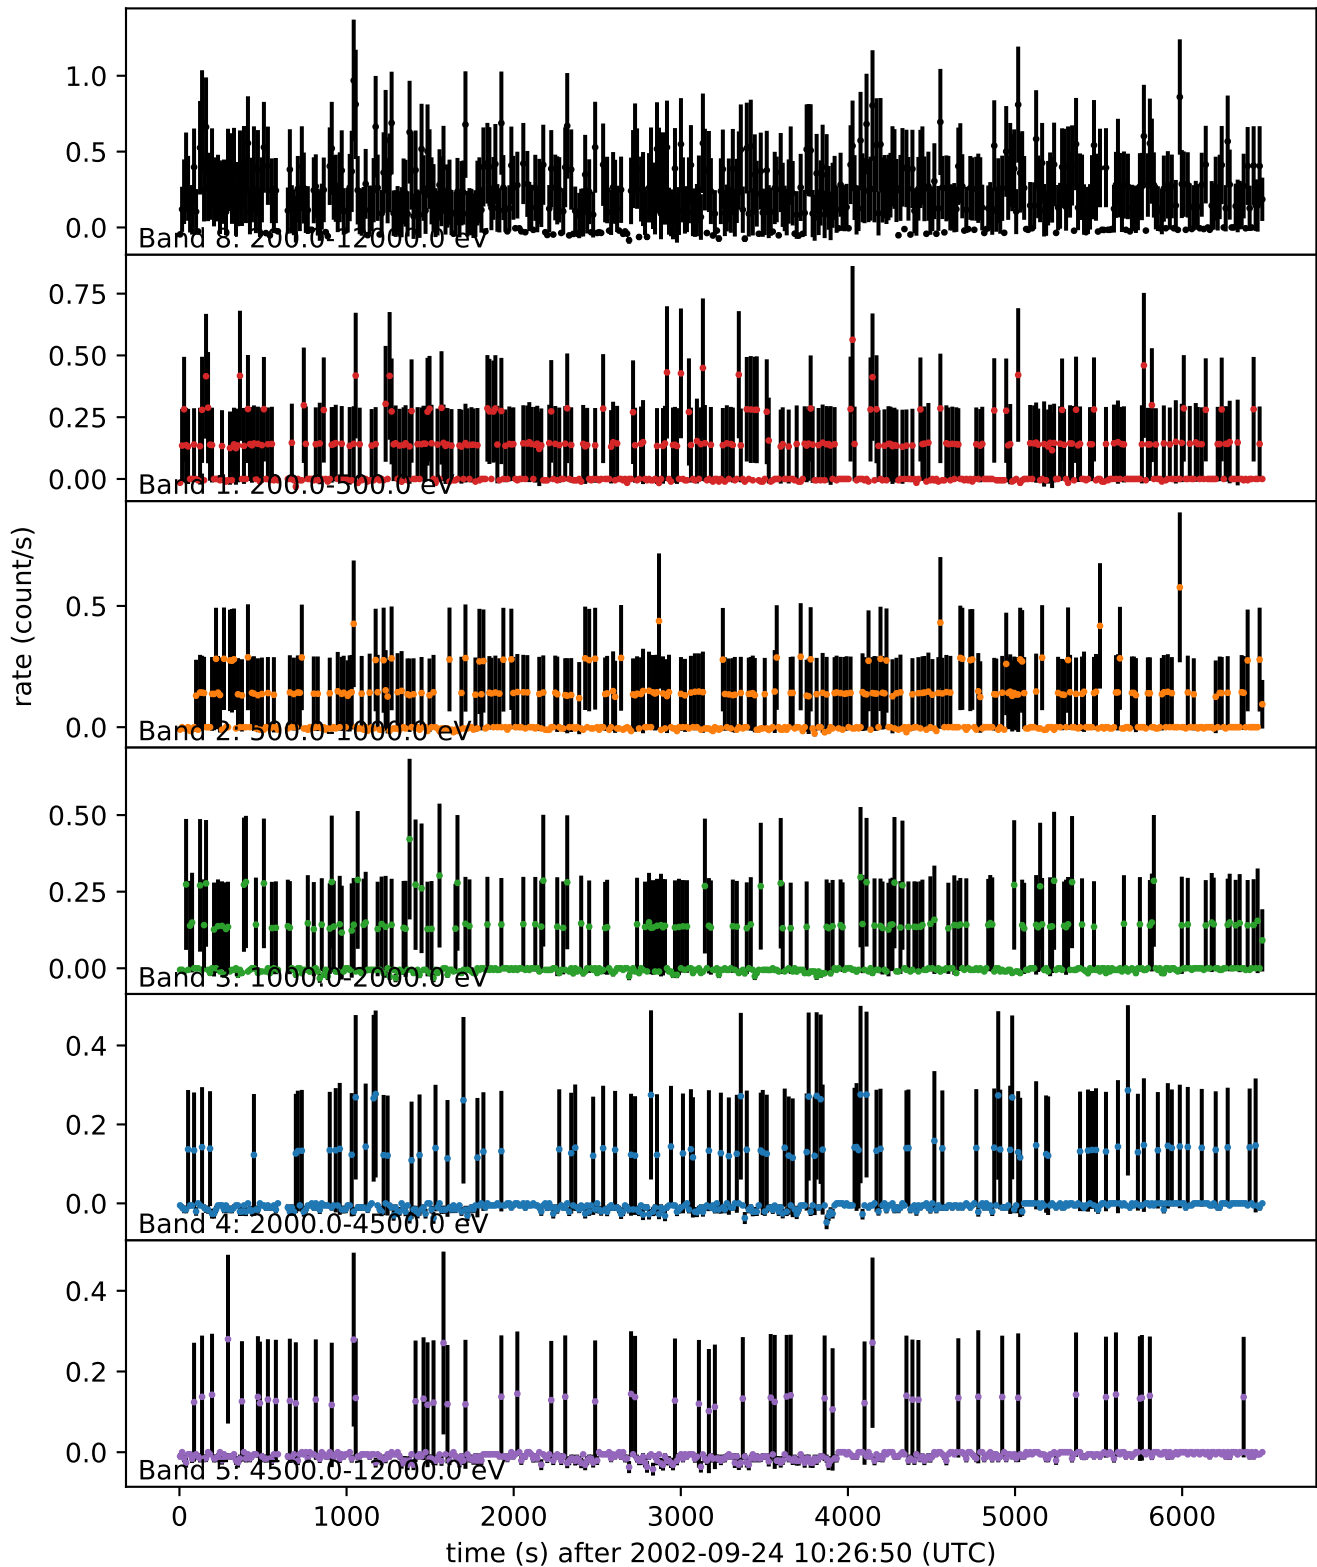 1.0
0.5
0.0
Band 8: 200.0-12000.0 eV
0.75
0.50
0.25
0.00
Band 1: 200.0-500.0 eV
rate (count/s)
0.5
0.0
Band 2: 500.0-1000.0 eV
0.50
0.25
0.00
Band 3: 1000.0-2000.0 eV
0.4
0.2
0.0
Band 4: 2000.0-4500.0 eV
0.4
0.2
0.0
Band 5: 4500.0-12000.0 eV
0 1000 2000 3000 4000 5000 6000
time (s) after 2002-09-24 10:26:50 (UTC)